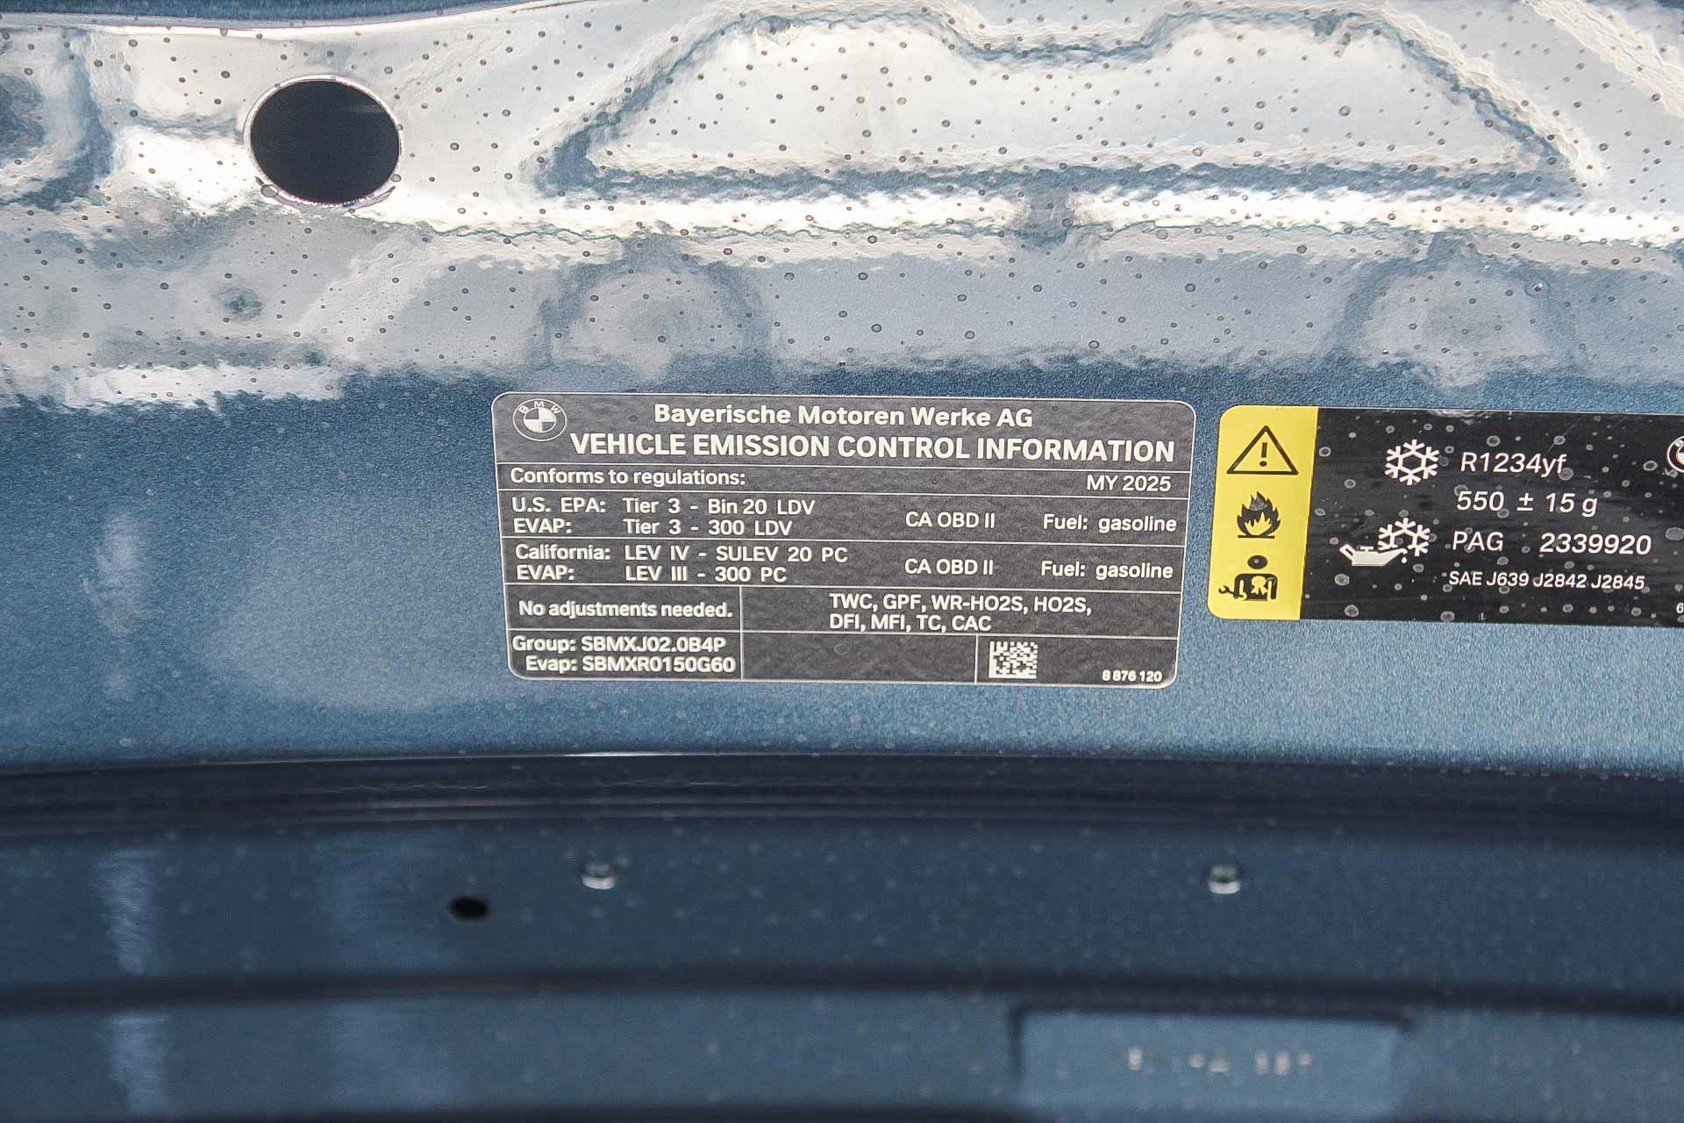 BMW
Bayerische Motoren Werke AG
VEHICLE EMISSION CONTROL INFORMATION
Conforms to regulations: MY 2025
U.S. EPA: Tier 3 - Bin 20 LDV
EVAP: Tier 3 - 300 LDV
CA OBD II Fuel: gasoline
California: LEV IV - SULEV 20 PC
EVAP: LEV III - 300 PC
CA OBD II Fuel: gasoline
No adjustments needed.
TWC, GPF, WR-HO2S, HO2S,
DFI, MFI, TC, CAC
Group: SBMXJ02.0B4P
Evap: SBMXR0150G60
8 876 120
R1234yf
550 ± 15 g
PAG 2339920
SAE J639 J2842 J2845